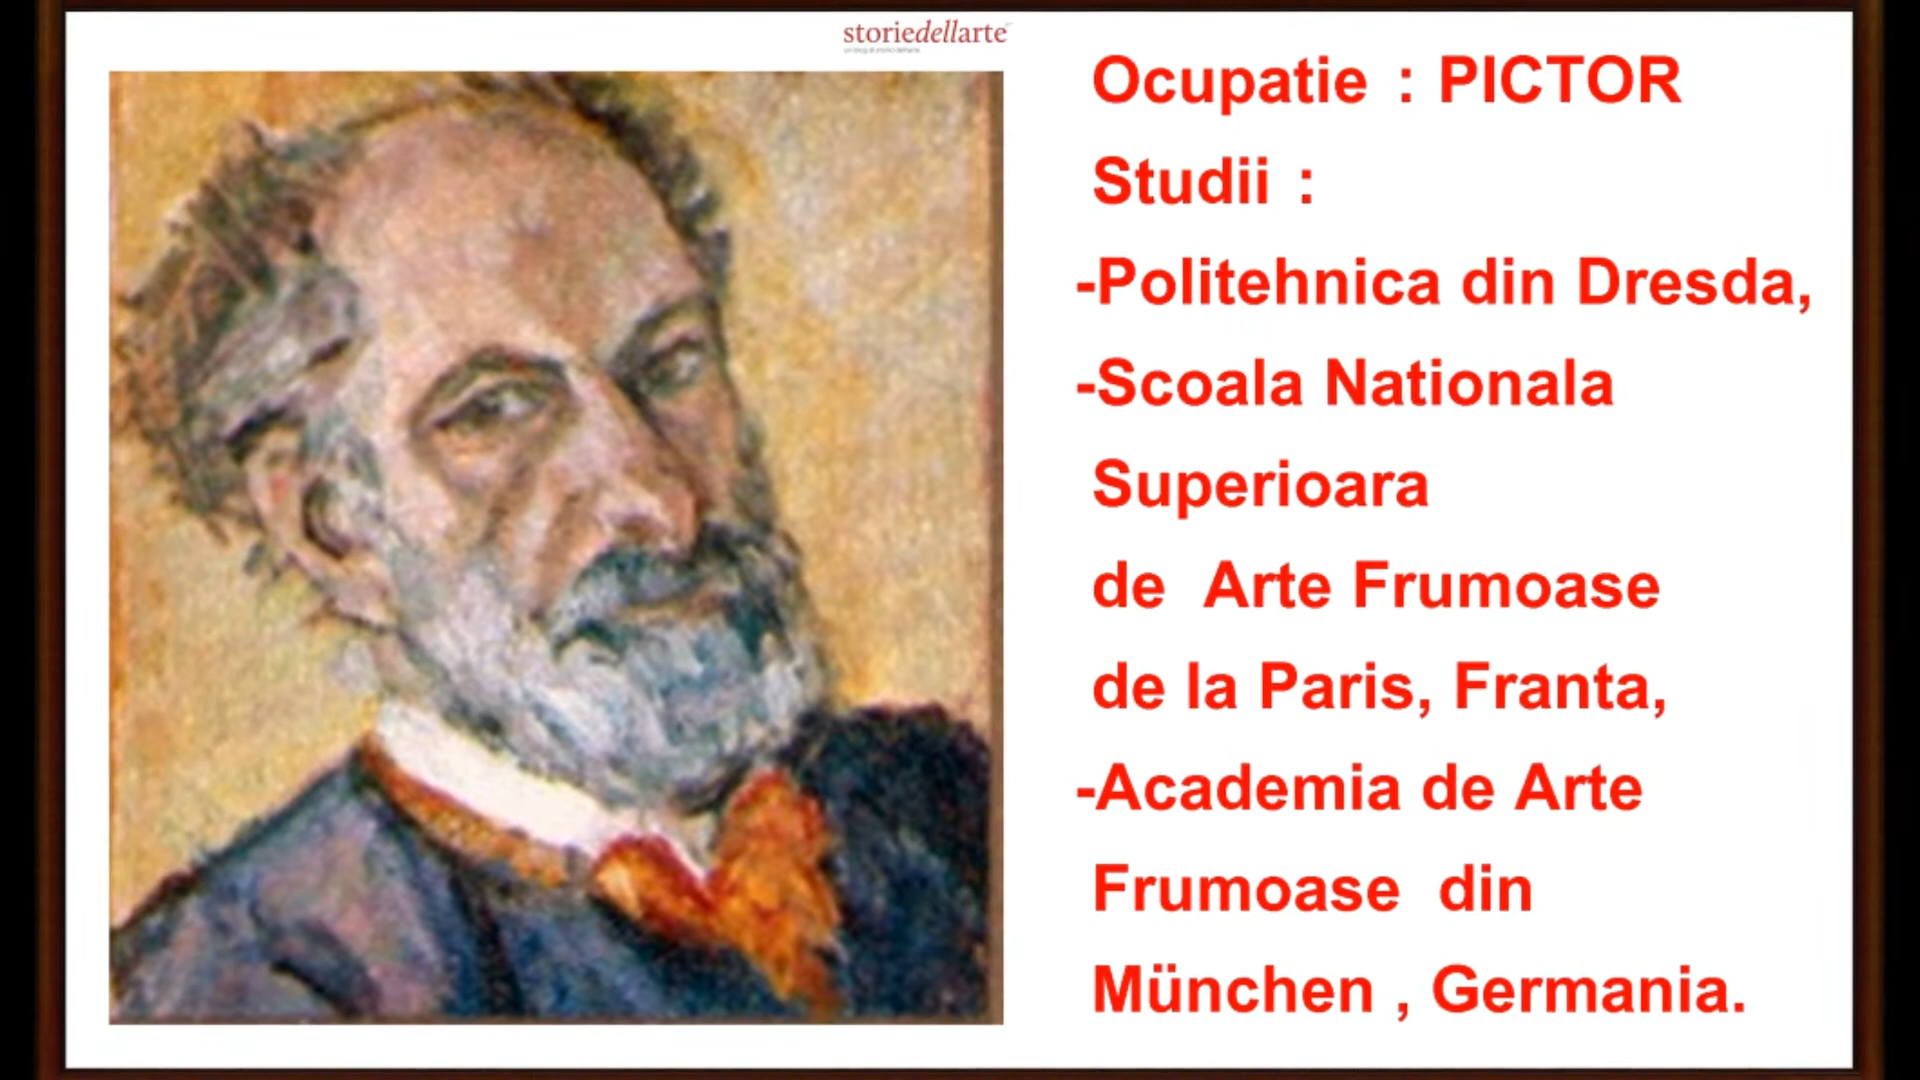 storiedellarte
Ocupatie : PICTOR
Studii :
-Politehnica din Dresda,
-Scoala Nationala
Superioara
de Arte Frumoase
de la Paris, Franta,
-Academia de Arte
Frumoase din
München , Germania.